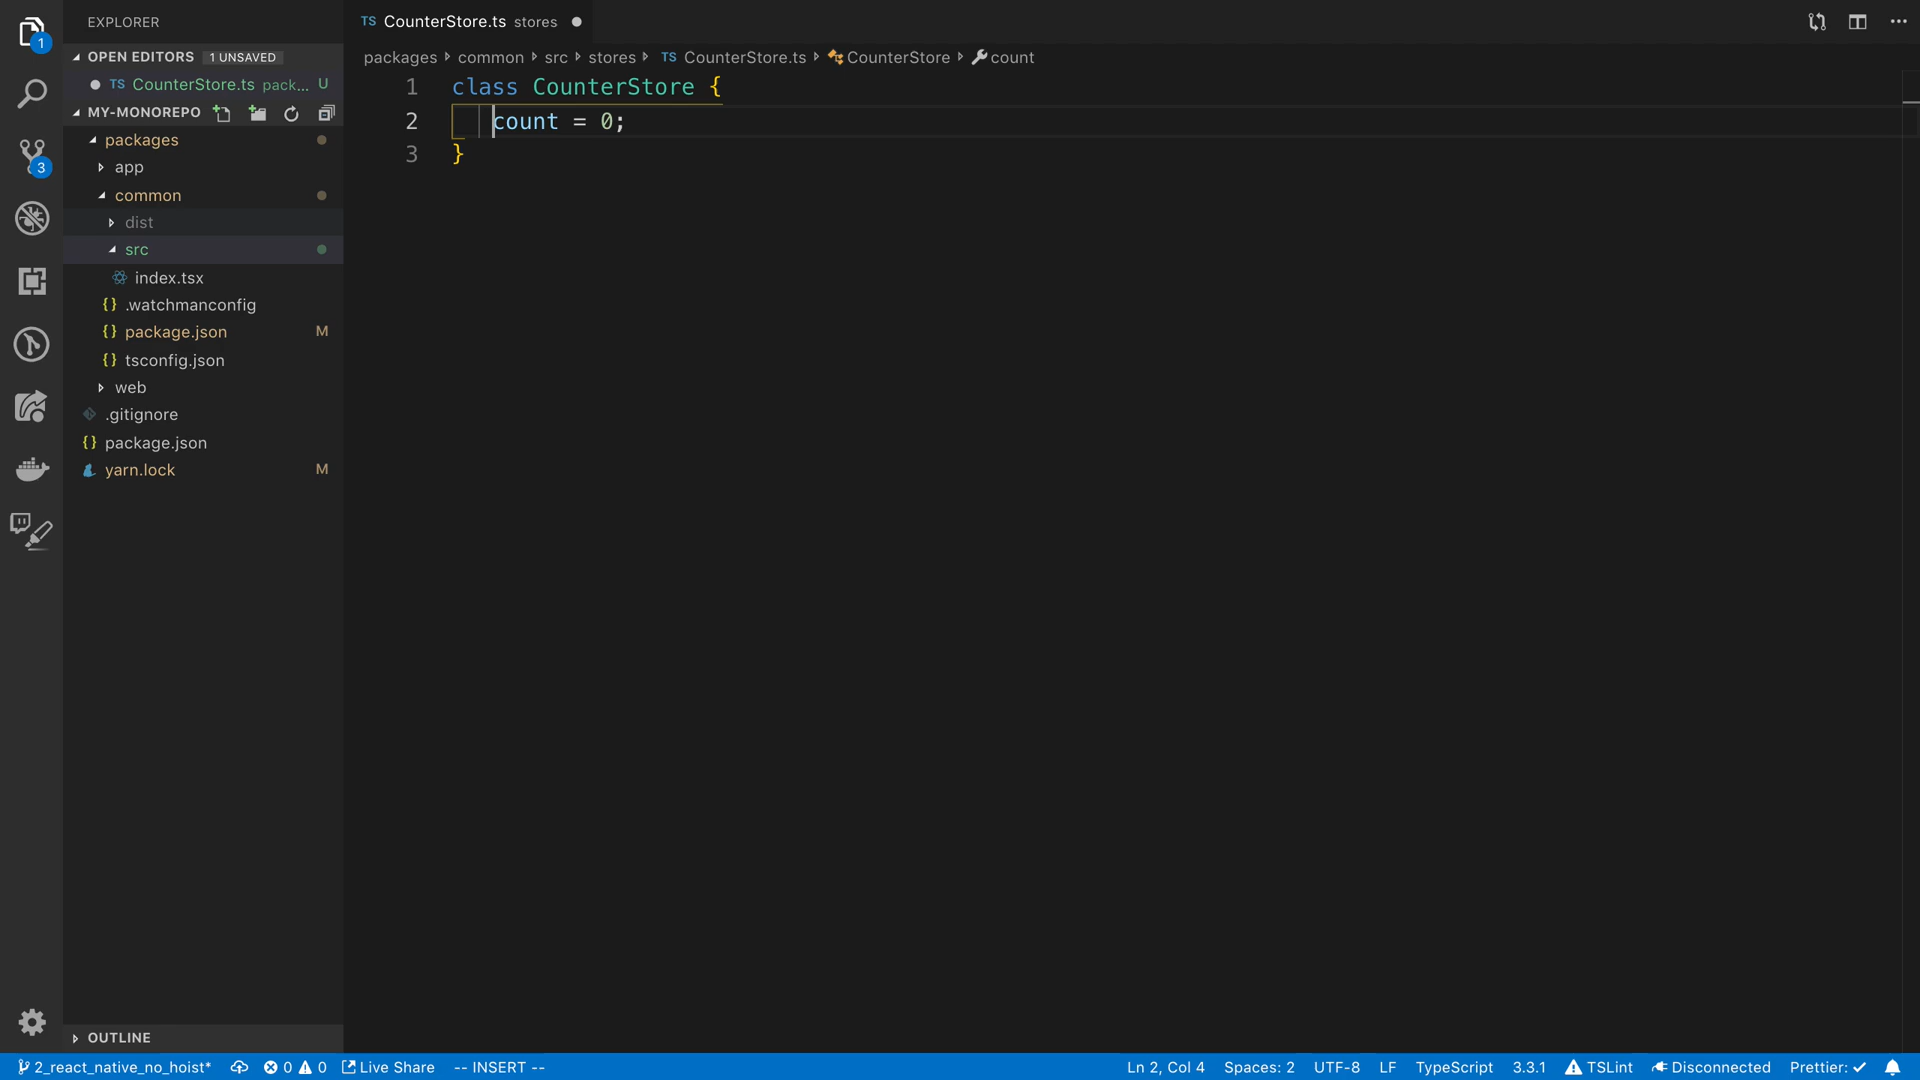 EXPLORER
OPEN EDITORS 1 UNSAVED
TS CounterStore.ts pack... U
MY-MONOREPO
packages
app
common
dist
src
index.tsx
{} .watchmanconfig
{} package.json M
{} tsconfig.json
web
.gitignore
{} package.json
yarn.lock M
OUTLINE
1
3
TS CounterStore.ts stores
packages common src stores TS CounterStore.ts CounterStore count
1 class CounterStore {
2 count = 0;
3 }
2_react_native_no_hoist* 0 0 Live Share -- INSERT -- Ln 2, Col 4 Spaces: 2 UTF-8 LF TypeScript 3.3.1 TSLint Disconnected Prettier: ✓